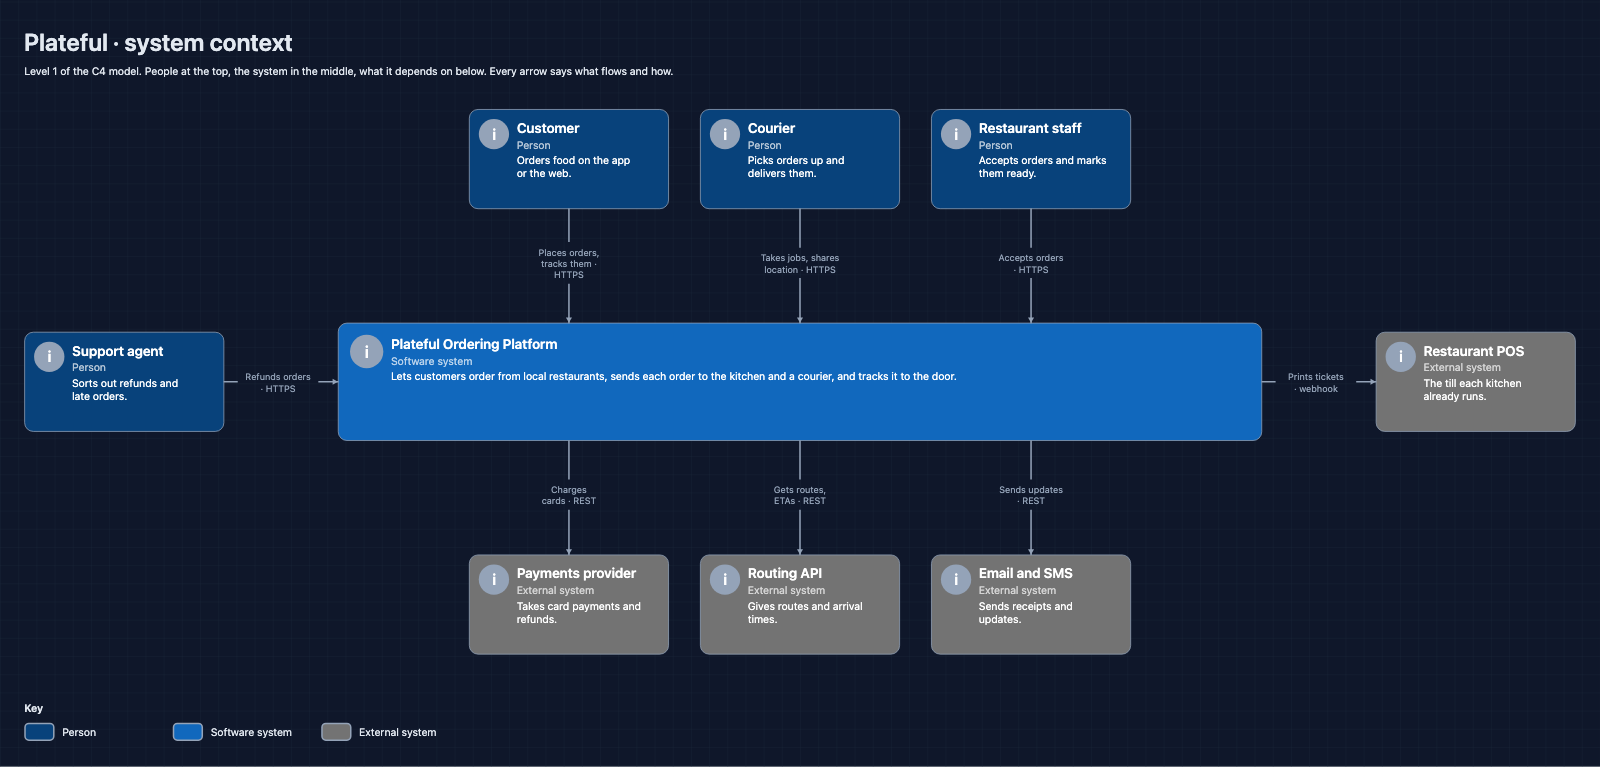 Plateful · system context
Level 1 of the C4 model. People at the top, the system in the middle, what it depends on below. Every arrow says what flows and how.
i
Customer
Person
Orders food on the app
or the web.
i
Courier
Person
Picks orders up and
delivers them.
i
Restaurant staff
Person
Accepts orders and marks
them ready.
Places orders,
tracks them ·
HTTPS
Takes jobs, shares
location · HTTPS
Accepts orders
· HTTPS
i
Support agent
Person
Sorts out refunds and
late orders.
Refunds orders
· HTTPS
i
Plateful Ordering Platform
Software system
Lets customers order from local restaurants, sends each order to the kitchen and a courier, and tracks it to the door.
Prints tickets
· webhook
i
Restaurant POS
External system
The till each kitchen
already runs.
Charges
cards · REST
Gets routes,
ETAs · REST
Sends updates
· REST
i
Payments provider
External system
Takes card payments and
refunds.
i
Routing API
External system
Gives routes and arrival
times.
i
Email and SMS
External system
Sends receipts and
updates.
Key
Person
Software system
External system